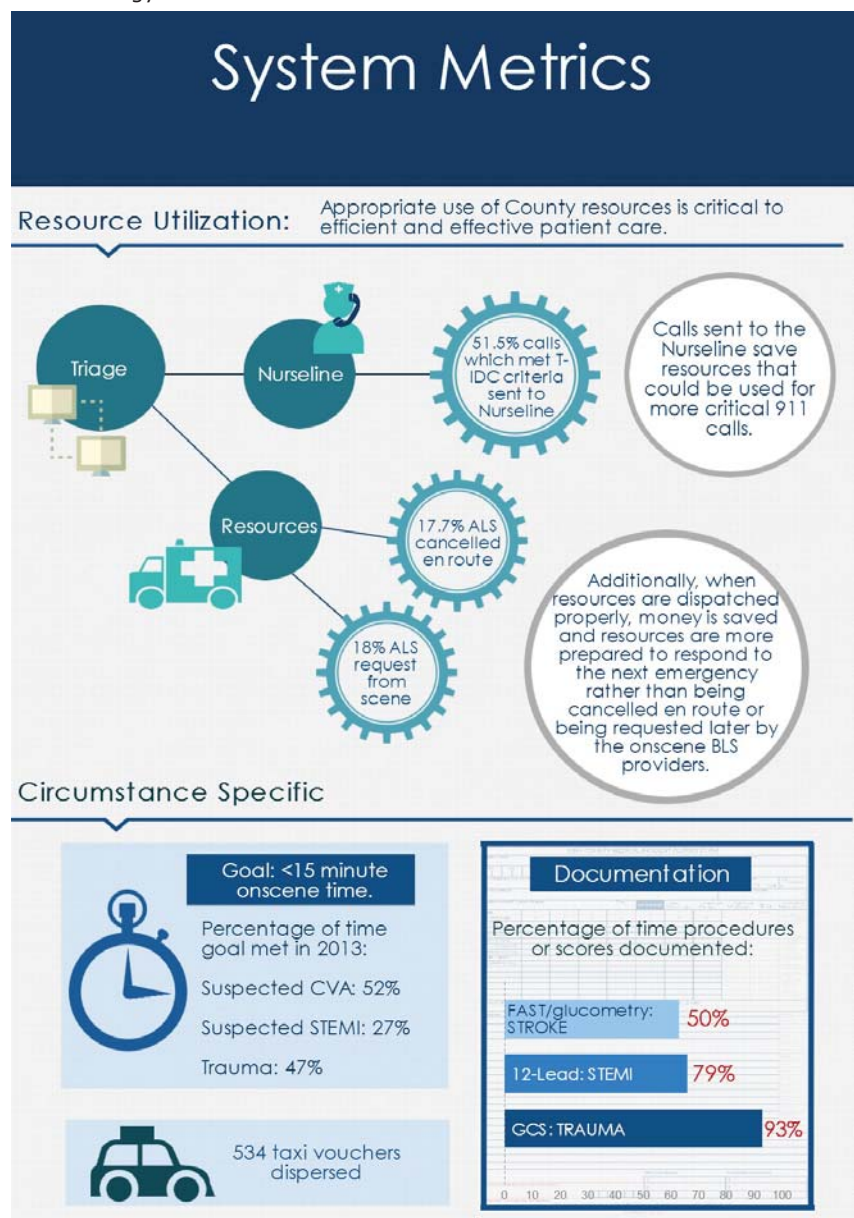 System Metrics
Resource Utilization:
Appropriate use of County resources is critical to
efficient and effective patient care.
Triage
Nurseline
51.5% calls
which met T-
IDC criteria
sent to
Nurseline
Calls sent to the
Nurseline save
resources that
could be used for
more critical 911
calls.
Resources
17.7% ALS
cancelled
en route
18% ALS
request
from
scene
Additionally, when
resources are dispatched
properly, money is saved
and resources are more
prepared to respond to
the next emergency
rather than being
cancelled en route or
being requested later by
the onscene BLS
providers.
Circumstance Specific
Goal: <15 minute
onscene time.
Percentage of time
goal met in 2013:
Suspected CVA: 52%
Suspected STEMI: 27%
Trauma: 47%
534 taxi vouchers
dispersed
Documentation
Percentage of time procedures
or scores documented:
FAST/glucometry:
STROKE
50%
12-Lead: STEMI
79%
GCS: TRAUMA
93%
0 10 20 30 40 50 60 70 80 90 100